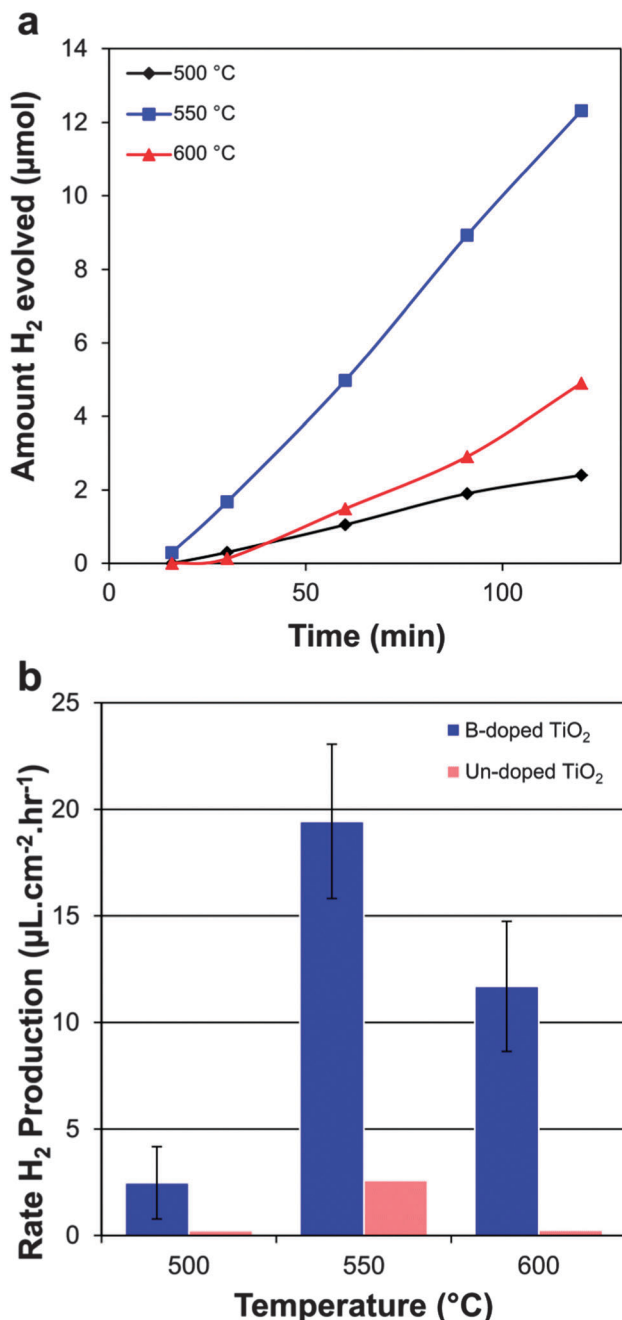 a
Amount H₂ evolved (μmol)
14
12
10
8
6
4
2
0
500 °C
550 °C
600 °C
0
50
100
Time (min)
b
Rate H₂ Production (μL.cm⁻².hr⁻¹)
25
20
15
10
5
0
B-doped TiO₂
Un-doped TiO₂
500
550
600
Temperature (°C)